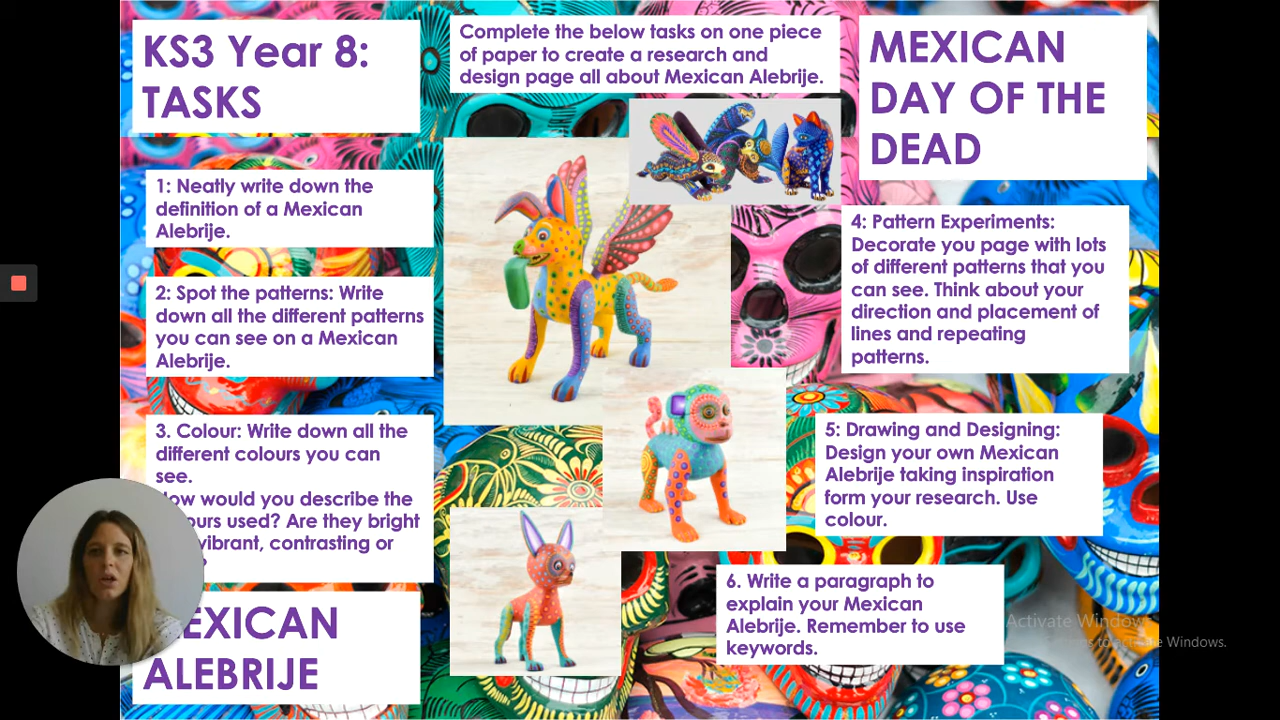 KS3 Year 8:
TASKS
Complete the below tasks on one piece
of paper to create a research and
design page all about Mexican Alebrije.
MEXICAN
DAY OF THE
DEAD
1: Neatly write down the
definition of a Mexican
Alebrije.
2: Spot the patterns: Write
down all the different patterns
you can see on a Mexican
Alebrije.
3. Colour: Write down all the
different colours you can
see.
would you describe the
used? Are they bright
vibrant, contrasting or
MEXICAN
ALEBRIJE
4: Pattern Experiments:
Decorate you page with lots
of different patterns that you
can see. Think about your
direction and placement of
lines and repeating
patterns.
5: Drawing and Designing:
Design your own Mexican
Alebrije taking inspiration
form your research. Use
colour.
6. Write a paragraph to
explain your Mexican
Alebrije. Remember to use
keywords.
Activate Windows
Windows.